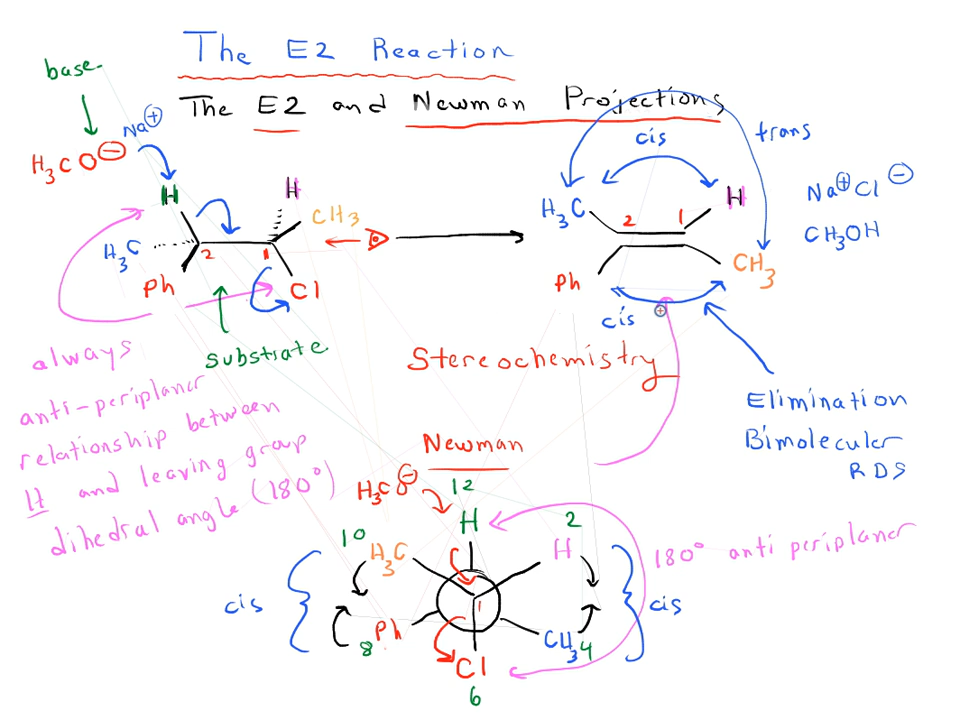 The E2 Reaction
The E2 and Newman Projections
base
Na⊕
H₃CO⊖
H
H
CH₃
H₃C
2
1
Ph
Cl
substrate
cis
trans
H₃C
2
1
H
Ph
CH₃
cis
Na⊕Cl⊖
CH₃OH
always
anti-periplaner
relationship between
H and leaving group
dihedral angle (180°)
Stereochemistry
Elimination
Bimolecular
RDS
Newman
H₃CO⊖
12
H
10
H₃C
2
H
1
180° anti periplaner
cis
cis
8
Ph
CH₃
4
Cl
6